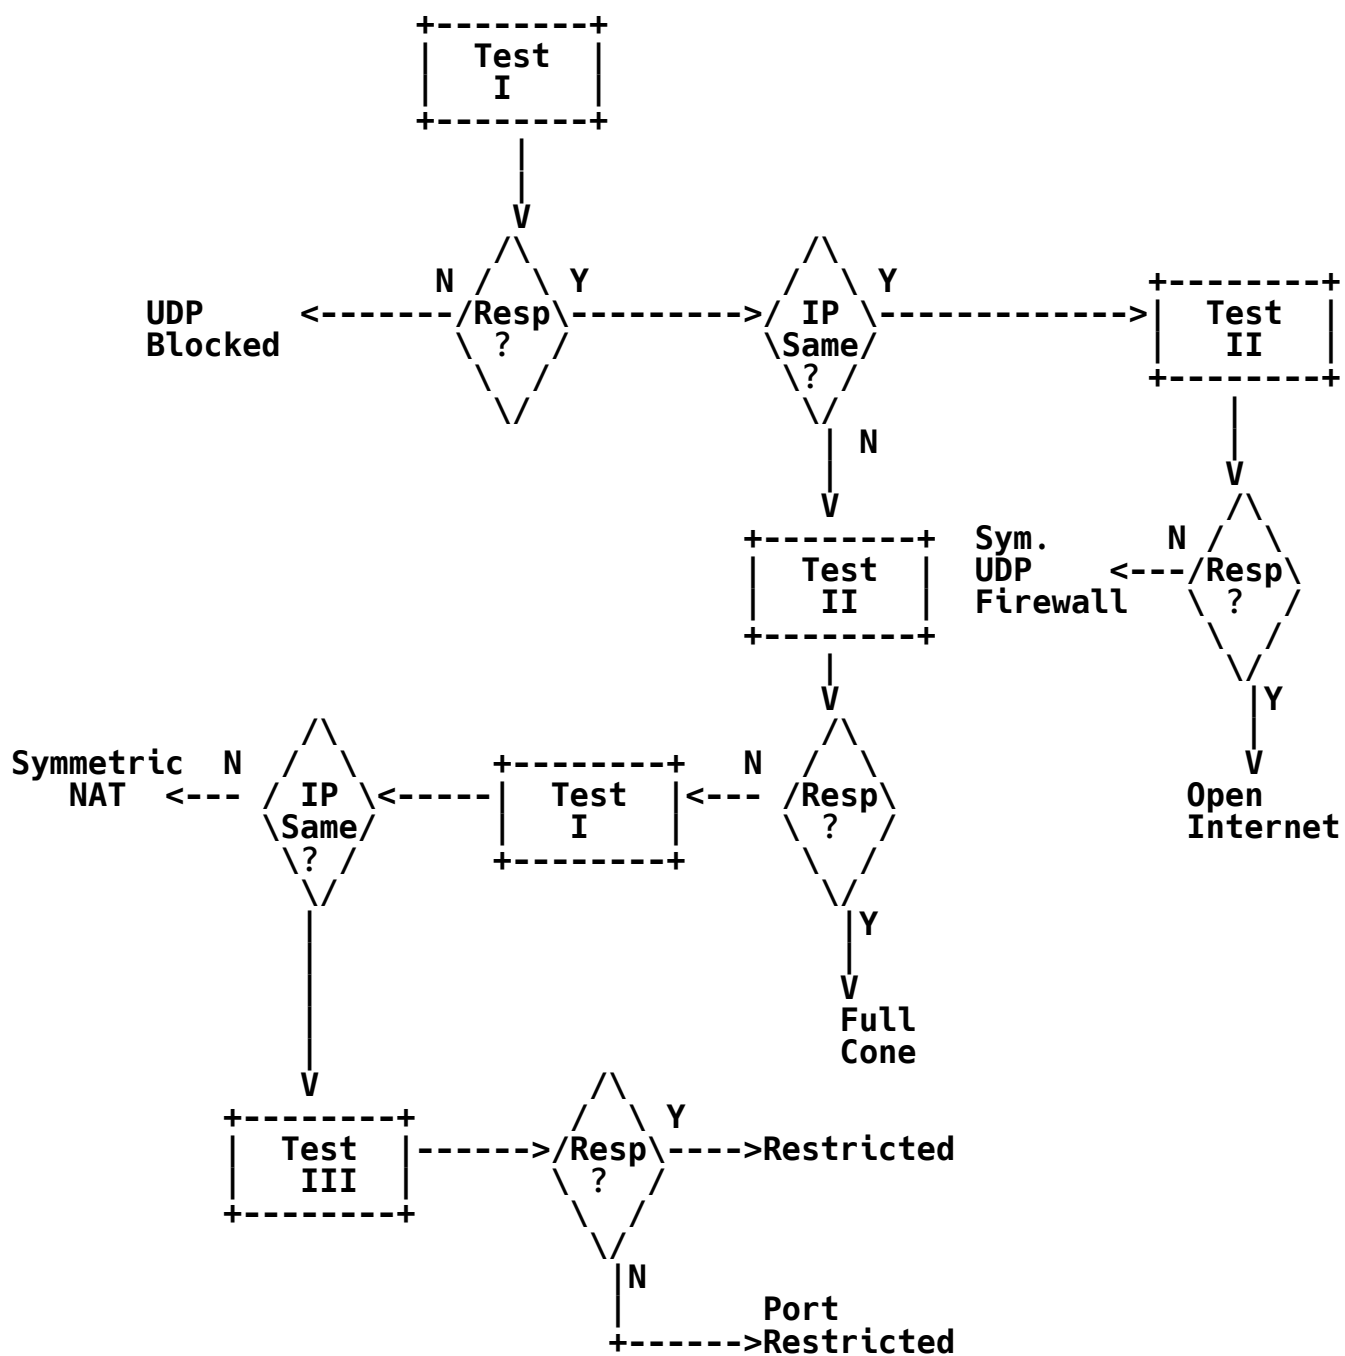 Test
I
N Y Y
UDP Resp IP Test
Blocked ? Same II
?
N
Sym. N
Test UDP Resp
II Firewall ?
Y
Symmetric N N
NAT IP Test Resp Open
Same I ? Internet
?
Y
Full
Cone
Y
Test Resp Restricted
III ?
N
Port
Restricted